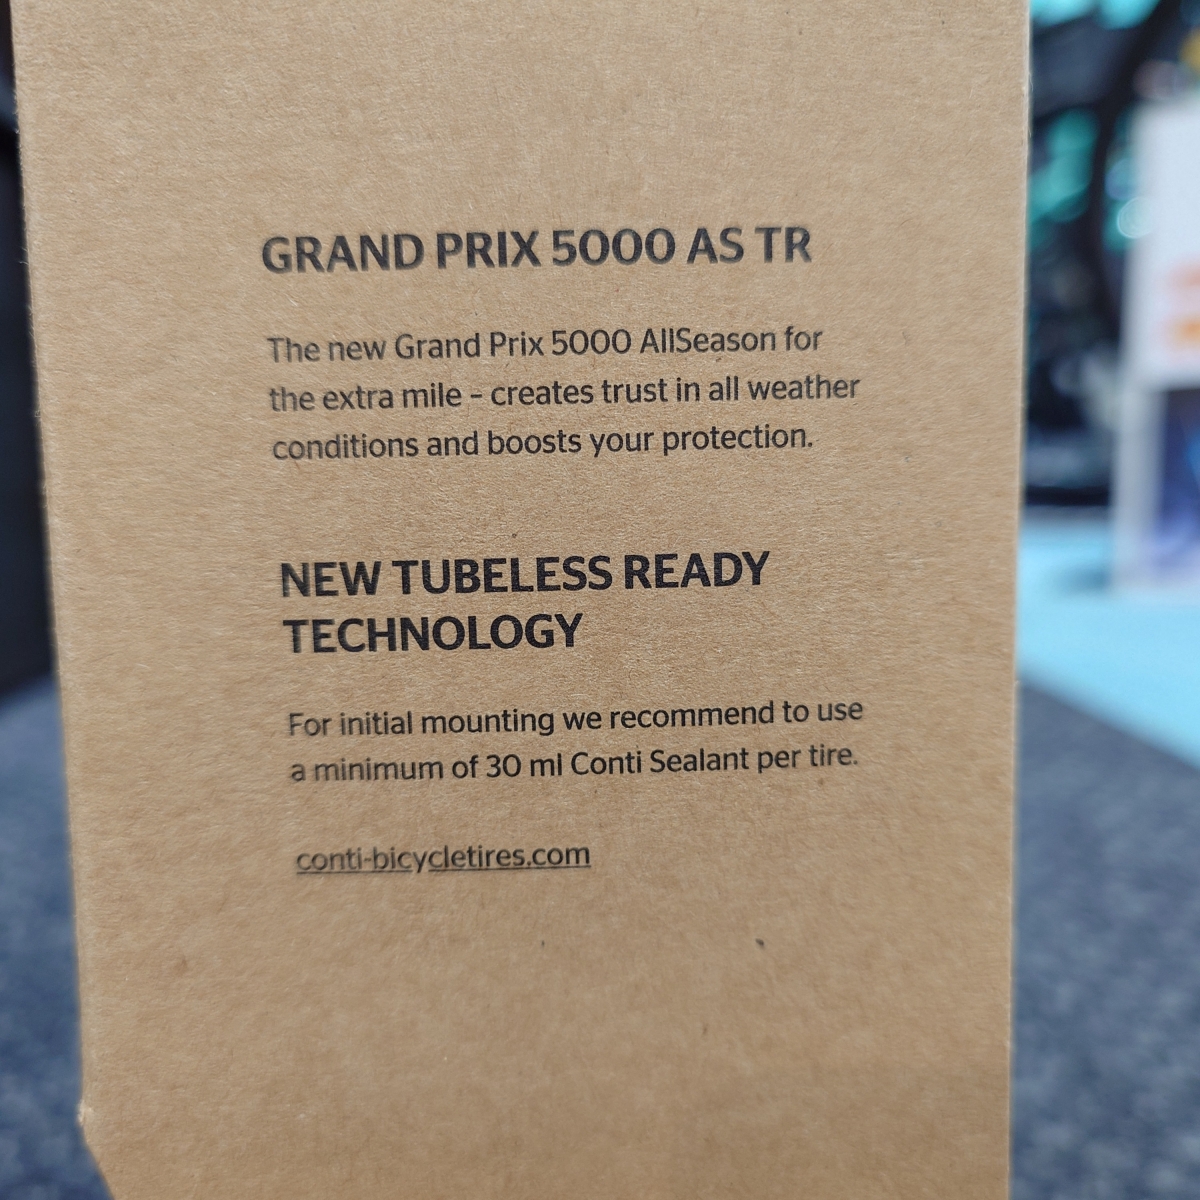 GRAND PRIX 5000 AS TR
The new Grand Prix 5000 AllSeason for
the extra mile – creates trust in all weather
conditions and boosts your protection.
NEW TUBELESS READY
TECHNOLOGY
For initial mounting we recommend to use
a minimum of 30 ml Conti Sealant per tire.
conti-bicycletires.com